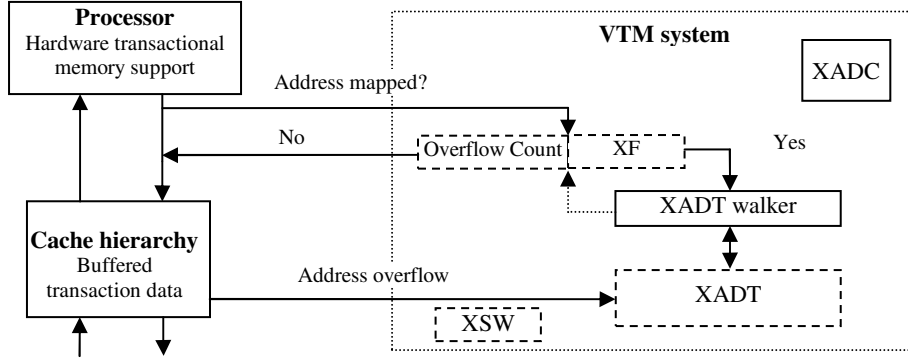 Processor
Hardware transactional
memory support
VTM system
XADC
Address mapped?
No
Overflow Count
XF
Yes
XADT walker
Cache hierarchy
Buffered
transaction data
Address overflow
XADT
XSW